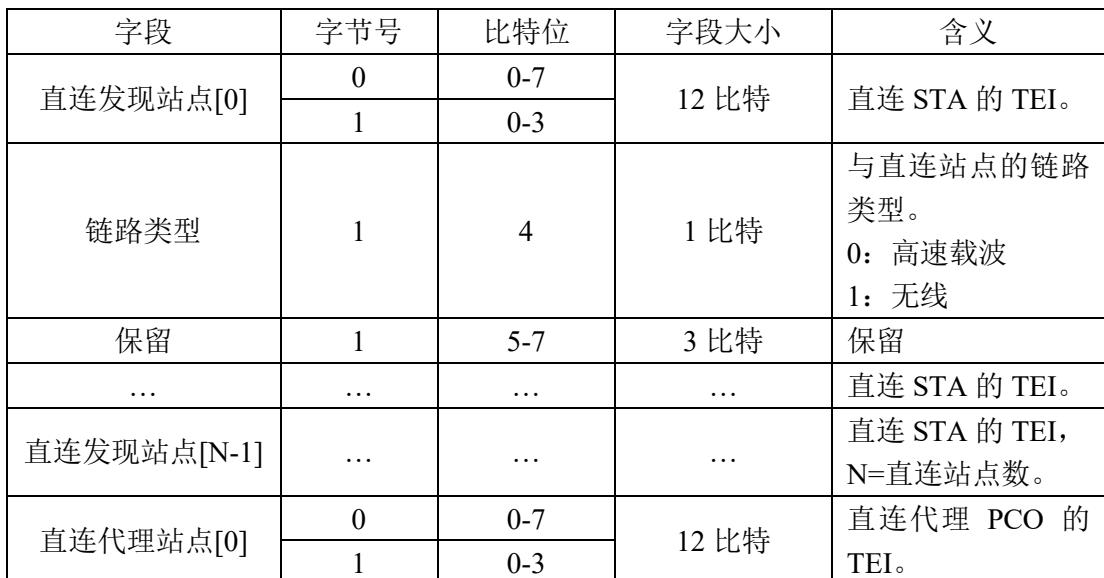 字段 字节号 比特位 字段大小 含义
直连发现站点[0] 0 0-7 12 比特 直连 STA 的 TEI。
1 0-3
链路类型 1 4 1 比特 与直连站点的链路
类型。
0：高速载波
1：无线
保留 1 5-7 3 比特 保留
… … … … 直连 STA 的 TEI。
直连发现站点[N-1] … … … 直连 STA 的 TEI，
N=直连站点数。
直连代理站点[0] 0 0-7 12 比特 直连代理 PCO 的
1 0-3 TEI。